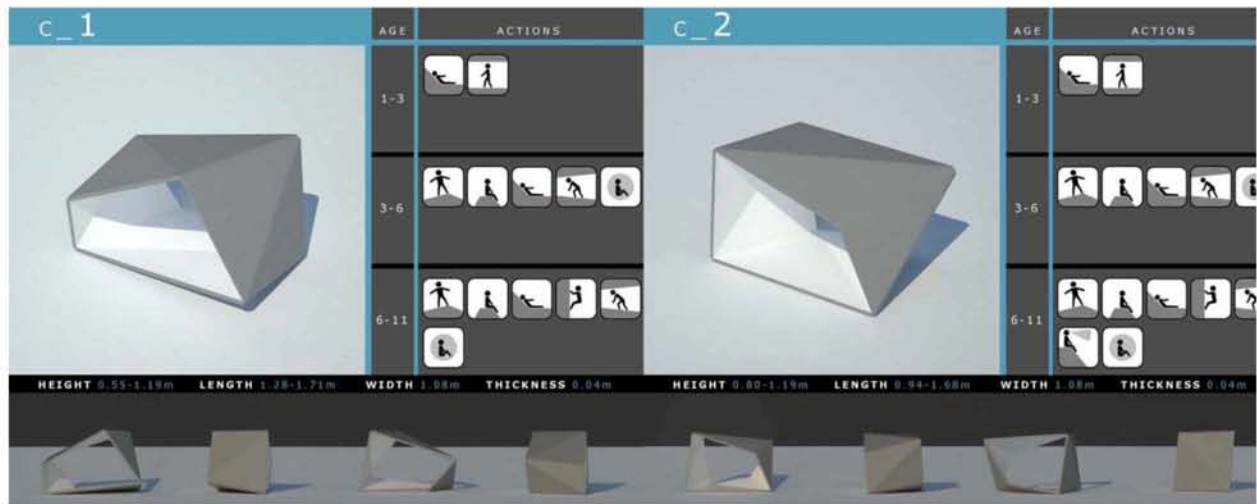 C_1
AGE
ACTIONS
1-3
3-6
6-11
HEIGHT 0.55-1.19m LENGTH 1.28-1.71m WIDTH 1.08m THICKNESS 0.04m
C_2
AGE
ACTIONS
1-3
3-6
6-11
HEIGHT 0.80-1.19m LENGTH 0.94-1.68m WIDTH 1.08m THICKNESS 0.04m